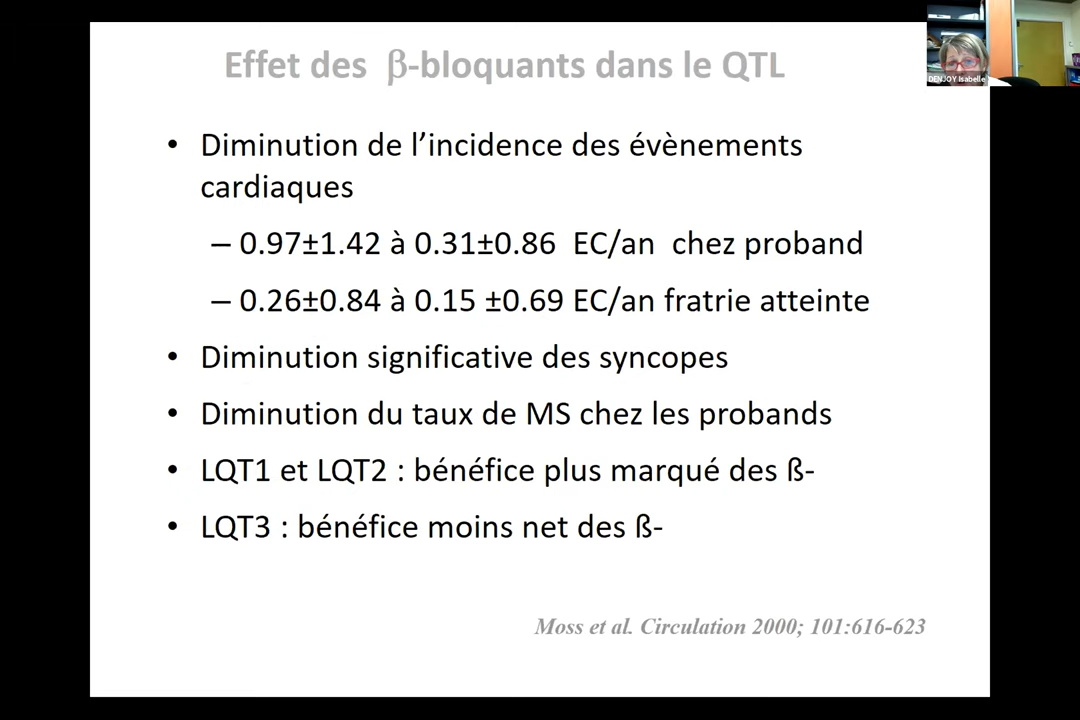 Effet des β-bloquants dans le QTL
DENJOY Isabelle
• Diminution de l’incidence des évènements
cardiaques
– 0.97±1.42 à 0.31±0.86 EC/an chez proband
– 0.26±0.84 à 0.15 ±0.69 EC/an fratrie atteinte
• Diminution significative des syncopes
• Diminution du taux de MS chez les probands
• LQT1 et LQT2 : bénéfice plus marqué des ß-
• LQT3 : bénéfice moins net des ß-
Moss et al. Circulation 2000; 101:616-623